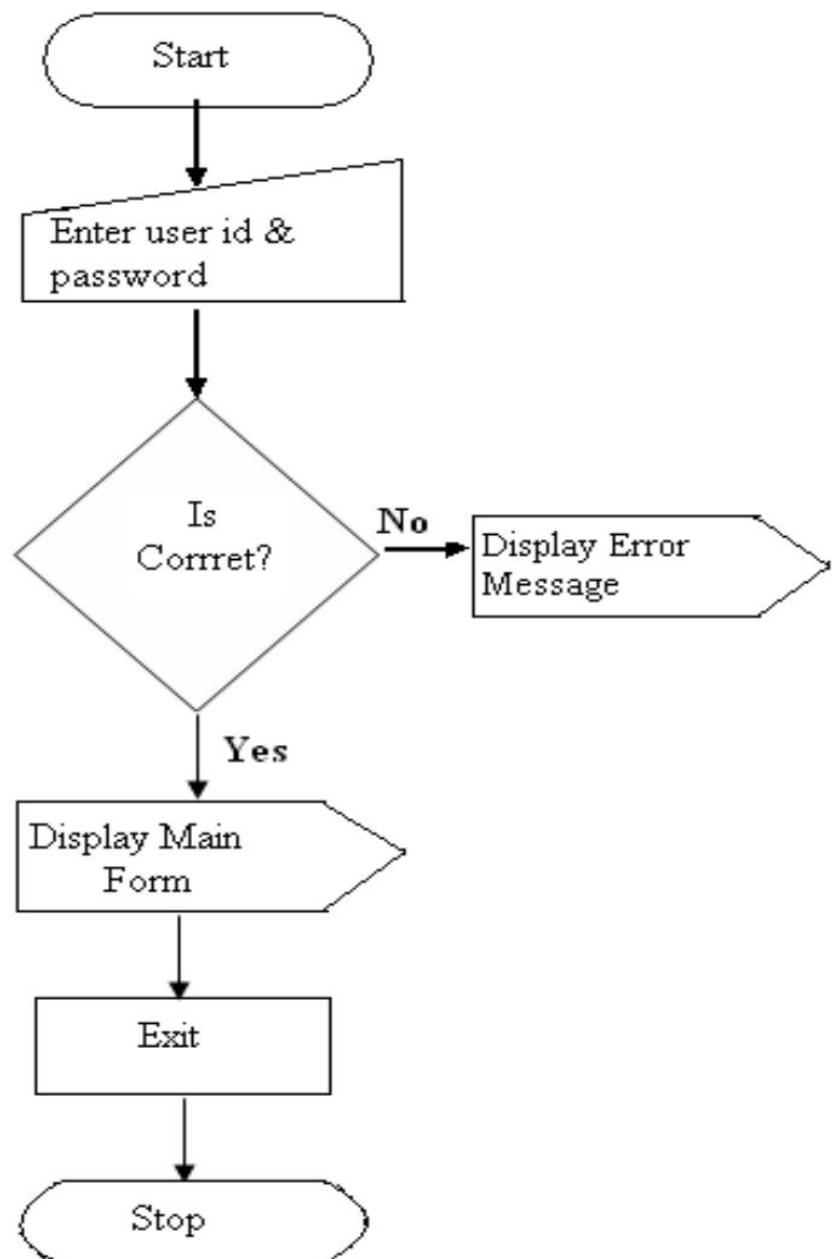 Start
Enter user id &
password
Is
Corrret?
No
Display Error
Message
Yes
Display Main
Form
Exit
Stop